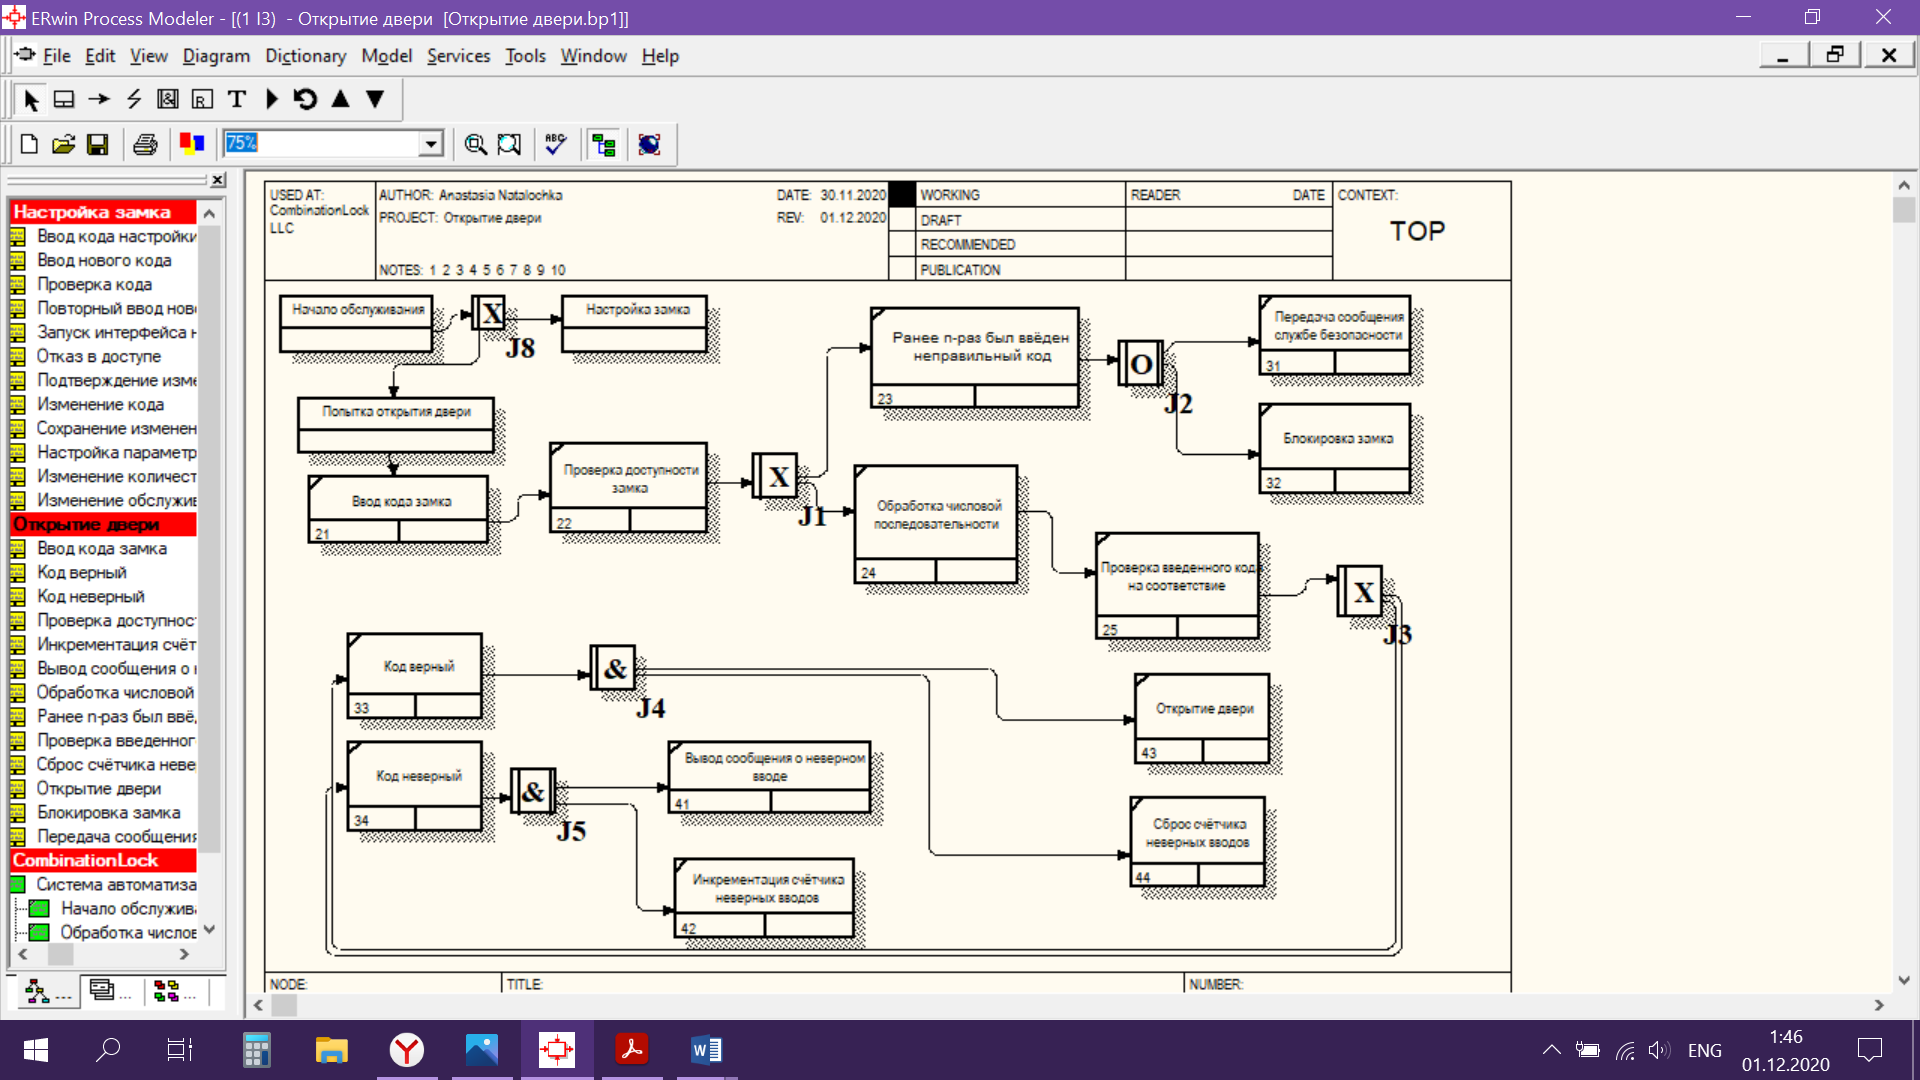 ERwin Process Modeler - [(1 I3)  - Открытие двери  [Открытие двери.bp1]]
File Edit View Diagram Dictionary Model Services Tools Window Help
75%
ABC
Настройка замка
Ввод кода настройки
Ввод нового кода
Проверка кода
Повторный ввод нов
Запуск интерфейса н
Отказ в доступе
Подтверждение изме
Изменение кода
Сохранение изменен
Настройка параметр
Изменение количест
Изменение обслужив
Открытие двери
Ввод кода замка
Код верный
Код неверный
Проверка доступнос
Инкрементация счёт
Вывод сообщения о н
Обработка числовой
Ранее n-раз был ввё
Проверка введенног
Сброс счётчика неве
Открытие двери
Блокировка замка
Передача сообщения
CombinationLock
Система автоматиза
Начало обслужив
Обработка числов
USED AT:
CombinationLock
LLC
AUTHOR: Anastasia Natalochka
DATE: 30.11.2020
PROJECT: Открытие двери
REV: 01.12.2020
NOTES: 1 2 3 4 5 6 7 8 9 10
WORKING
DRAFT
RECOMMENDED
PUBLICATION
READER DATE
CONTEXT:
TOP
Начало обслуживания
X
J8
Настройка замка
Попытка открытия двери
Ввод кода замка
21
Проверка доступности
замка
22
X
J1
Ранее n-раз был введён
неправильный код
23
O
J2
Передача сообщения
службе безопасности
31
Блокировка замка
32
Обработка числовой
последовательности
24
Проверка введенного кода
на соответствие
25
X
J3
Код верный
33
&
J4
Открытие двери
43
Код неверный
34
&
J5
Вывод сообщения о неверном
вводе
41
Сброс счётчика
неверных вводов
44
Инкрементация счётчика
неверных вводов
42
NODE:
TITLE:
NUMBER:
ENG
1:46
01.12.2020